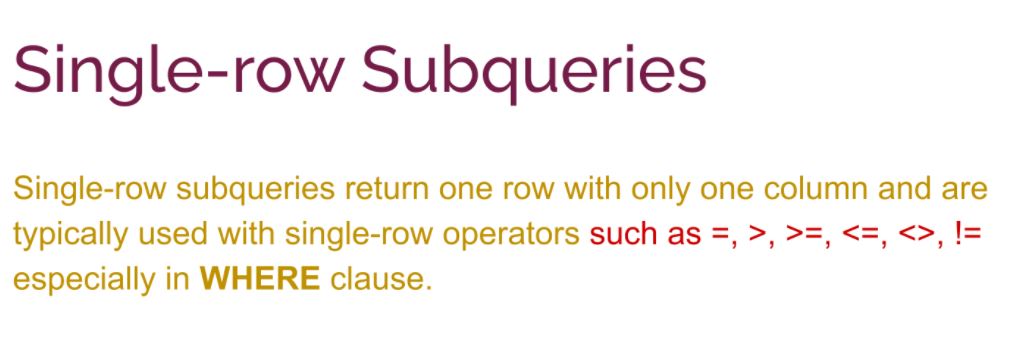 Single-row Subqueries
Single-row subqueries return one row with only one column and are
typically used with single-row operators such as =, >, >=, <=, <>, !=
especially in WHERE clause.